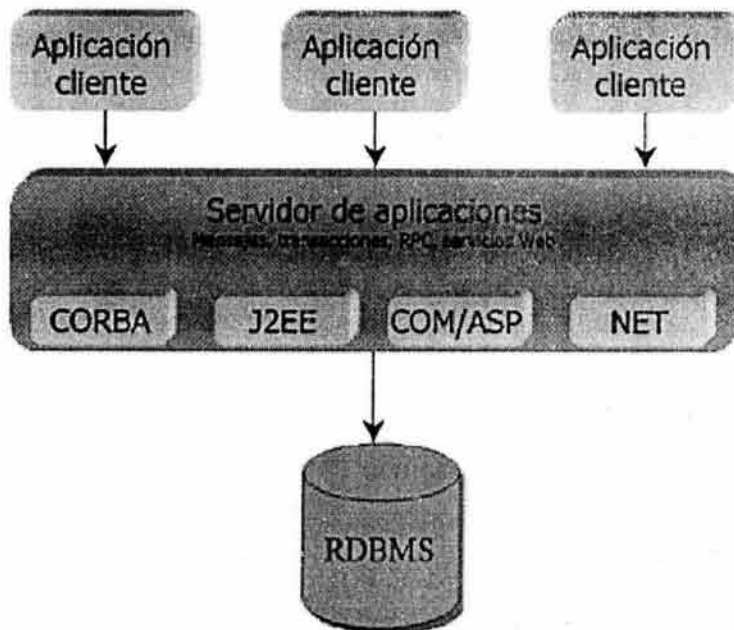 Aplicación
cliente
Aplicación
cliente
Aplicación
cliente
Servidor de aplicaciones
Mensajes, transacciones, RPC, servicios Web
CORBA
J2EE
COM/ASP
NET
RDBMS